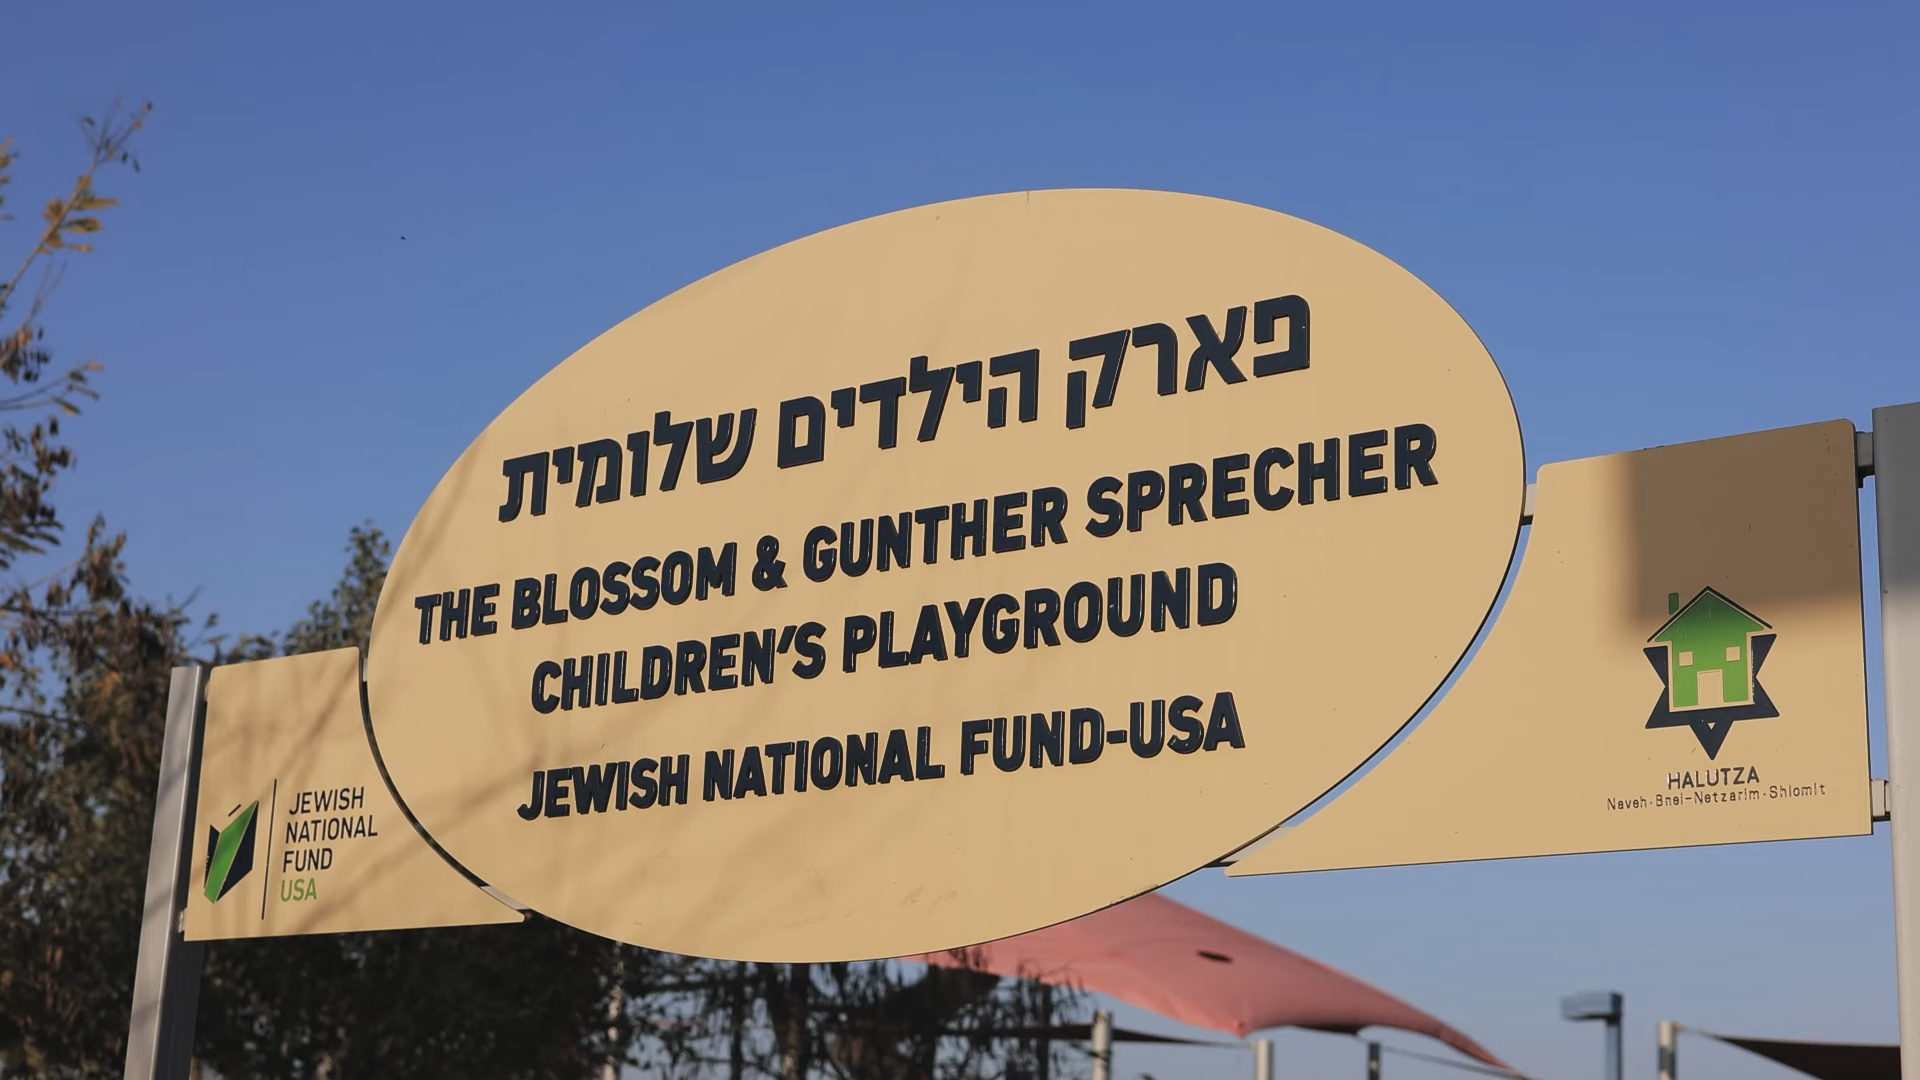 פארק הילדים שלומית
THE BLOSSOM & GUNTHER SPRECHER
CHILDREN'S PLAYGROUND
JEWISH NATIONAL FUND-USA
JEWISH
NATIONAL
FUND
USA
HALUTZA
Naveh·Bnei-Netzarim·Shlomit